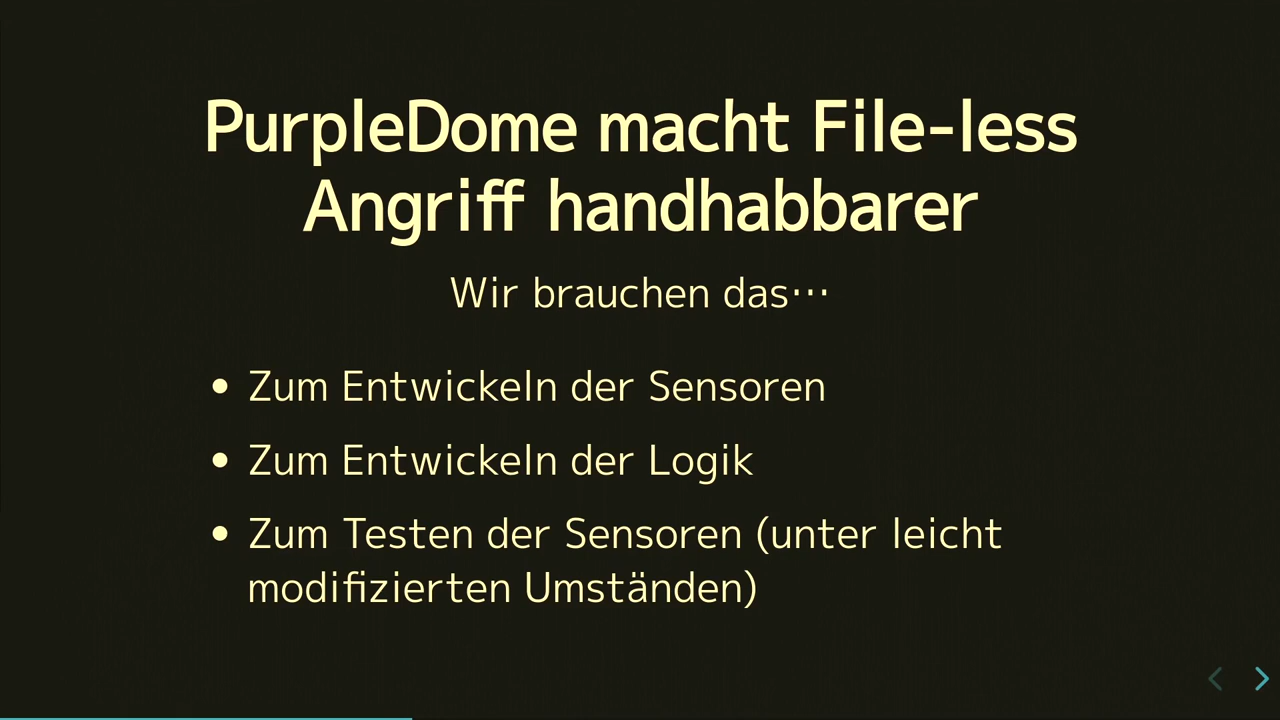 PurpleDome macht File-less
Angriff handhabbarer
Wir brauchen das…
• Zum Entwickeln der Sensoren
• Zum Entwickeln der Logik
• Zum Testen der Sensoren (unter leicht
modifizierten Umständen)